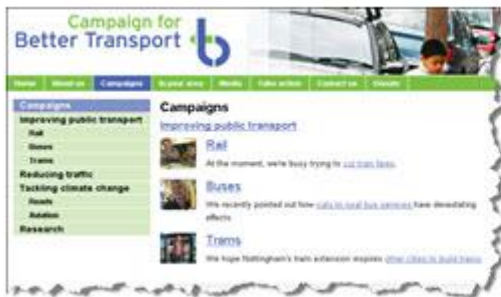 Campaign for
Better Transport
Home About us Campaigns In your area Media Take action Contact us Donate
Campaigns
Improving public transport
Rail
Buses
Trams
Reducing traffic
Tackling climate change
Roads
Aviation
Research
Campaigns
Improving public transport
Rail
At the moment, we're busy trying to cut train fares.
Buses
We recently pointed out how cuts to local bus services have devastating
effects.
Trams
We hope Nottingham's tram extension inspires other cities to build trams.